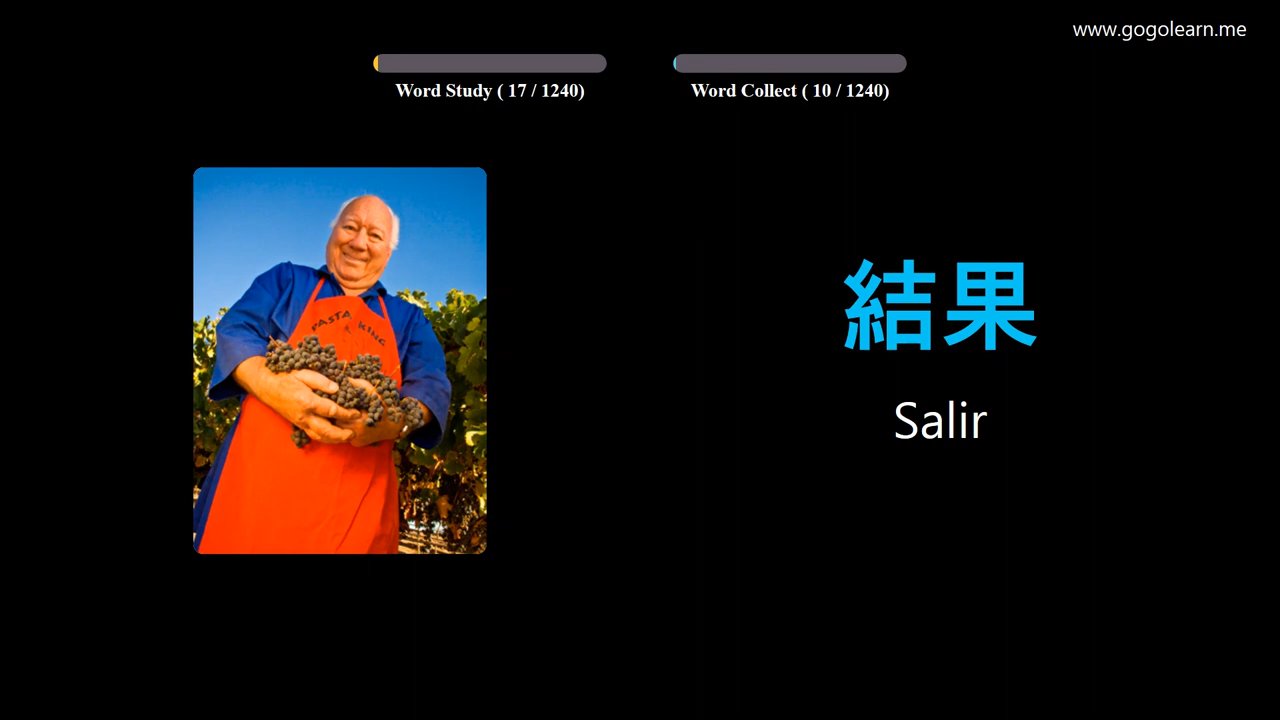 www.gogolearn.me
Word Study ( 17 / 1240)
Word Collect ( 10 / 1240)
PASTA KING
結果
Salir